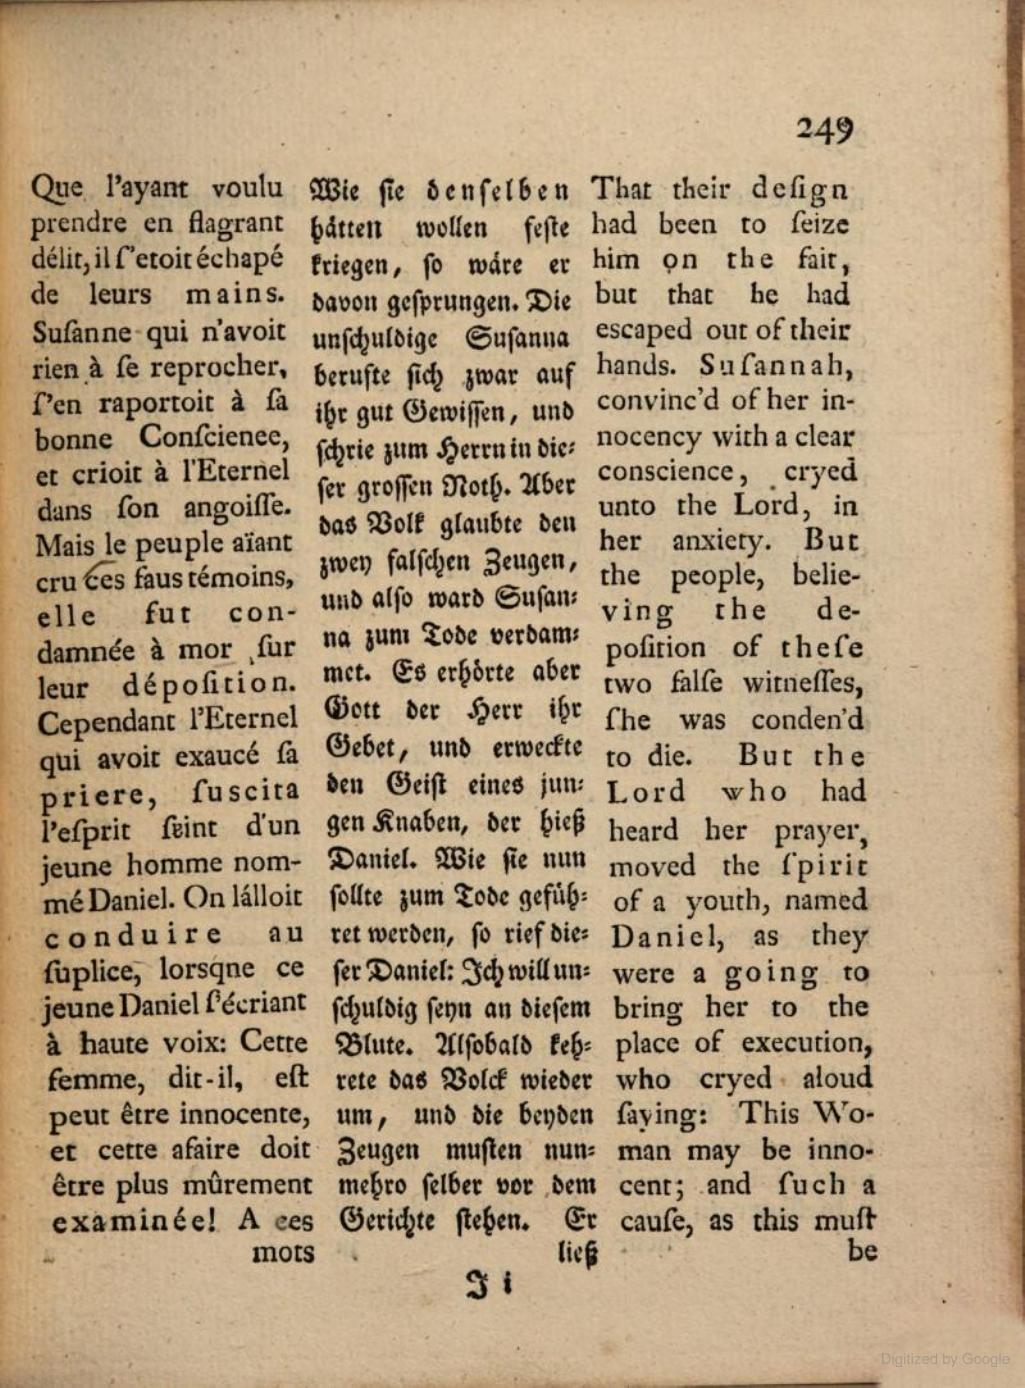 249
Que l'ayant voulu
prendre en flagrant
délit, il ſ'etoit échapé
de leurs mains.
Suſanne qui n'avoit
rien à ſe reprocher,
ſ'en raportoit à ſa
bonne Conſcienee,
et crioit à l'Eternel
dans ſon angoiſſe.
Mais le peuple aïant
cru ces faus témoins,
elle fut con-
damnée à mor ſur
leur dépoſition.
Cependant l'Eternel
qui avoit exaucé ſa
priere, ſuscita
l'eſprit ſeint d'un
jeune homme nom-
mé Daniel. On lálloit
conduire au
ſuplice, lorsqne ce
jeune Daniel ſ'écriant
à haute voix: Cette
femme, dit-il, eſt
peut être innocente,
et cette afaire doit
être plus mûrement
examinée! A ces
mots
Wie ſie denſelben
hätten wollen feſte
kriegen, ſo wäre er
davon geſprungen. Die
unſchuldige Suſanna
berufte ſich zwar auf
ihr gut Gewiſſen, und
ſchrie zum Herrn in die⸗
ſer groſſen Noth. Aber
das Volk glaubte den
zwey falſchen Zeugen,
und alſo ward Suſan⸗
na zum Tode verdam⸗
met. Es erhörte aber
Gott der Herr ihr
Gebet, und erweckte
den Geiſt eines jun⸗
gen Knaben, der hieß
Daniel. Wie ſie nun
ſollte zum Tode gefüh⸗
ret werden, ſo rief die⸗
ſer Daniel: Ich will un⸗
ſchuldig ſeyn an dieſem
Blute. Alſobald keh⸗
rete das Volck wieder
um, und die beyden
Zeugen muſten nun⸗
mehro ſelber vor dem
Gerichte ſtehen. Er
ließ
That their deſign
had been to ſeize
him on the fait,
but that he had
escaped out of their
hands. Suſannah,
convinc'd of her in-
nocency with a clear
conscience, cryed
unto the Lord, in
her anxiety. But
the people, belie-
ving the de-
poſition of theſe
two falſe witneſſes,
ſhe was conden'd
to die. But the
Lord who had
heard her prayer,
moved the ſpirit
of a youth, named
Daniel, as they
were a going to
bring her to the
place of execution,
who cryed aloud
ſaying: This Wo-
man may be inno-
cent; and ſuch a
cauſe, as this muſt
be
I i
Digitized by Google